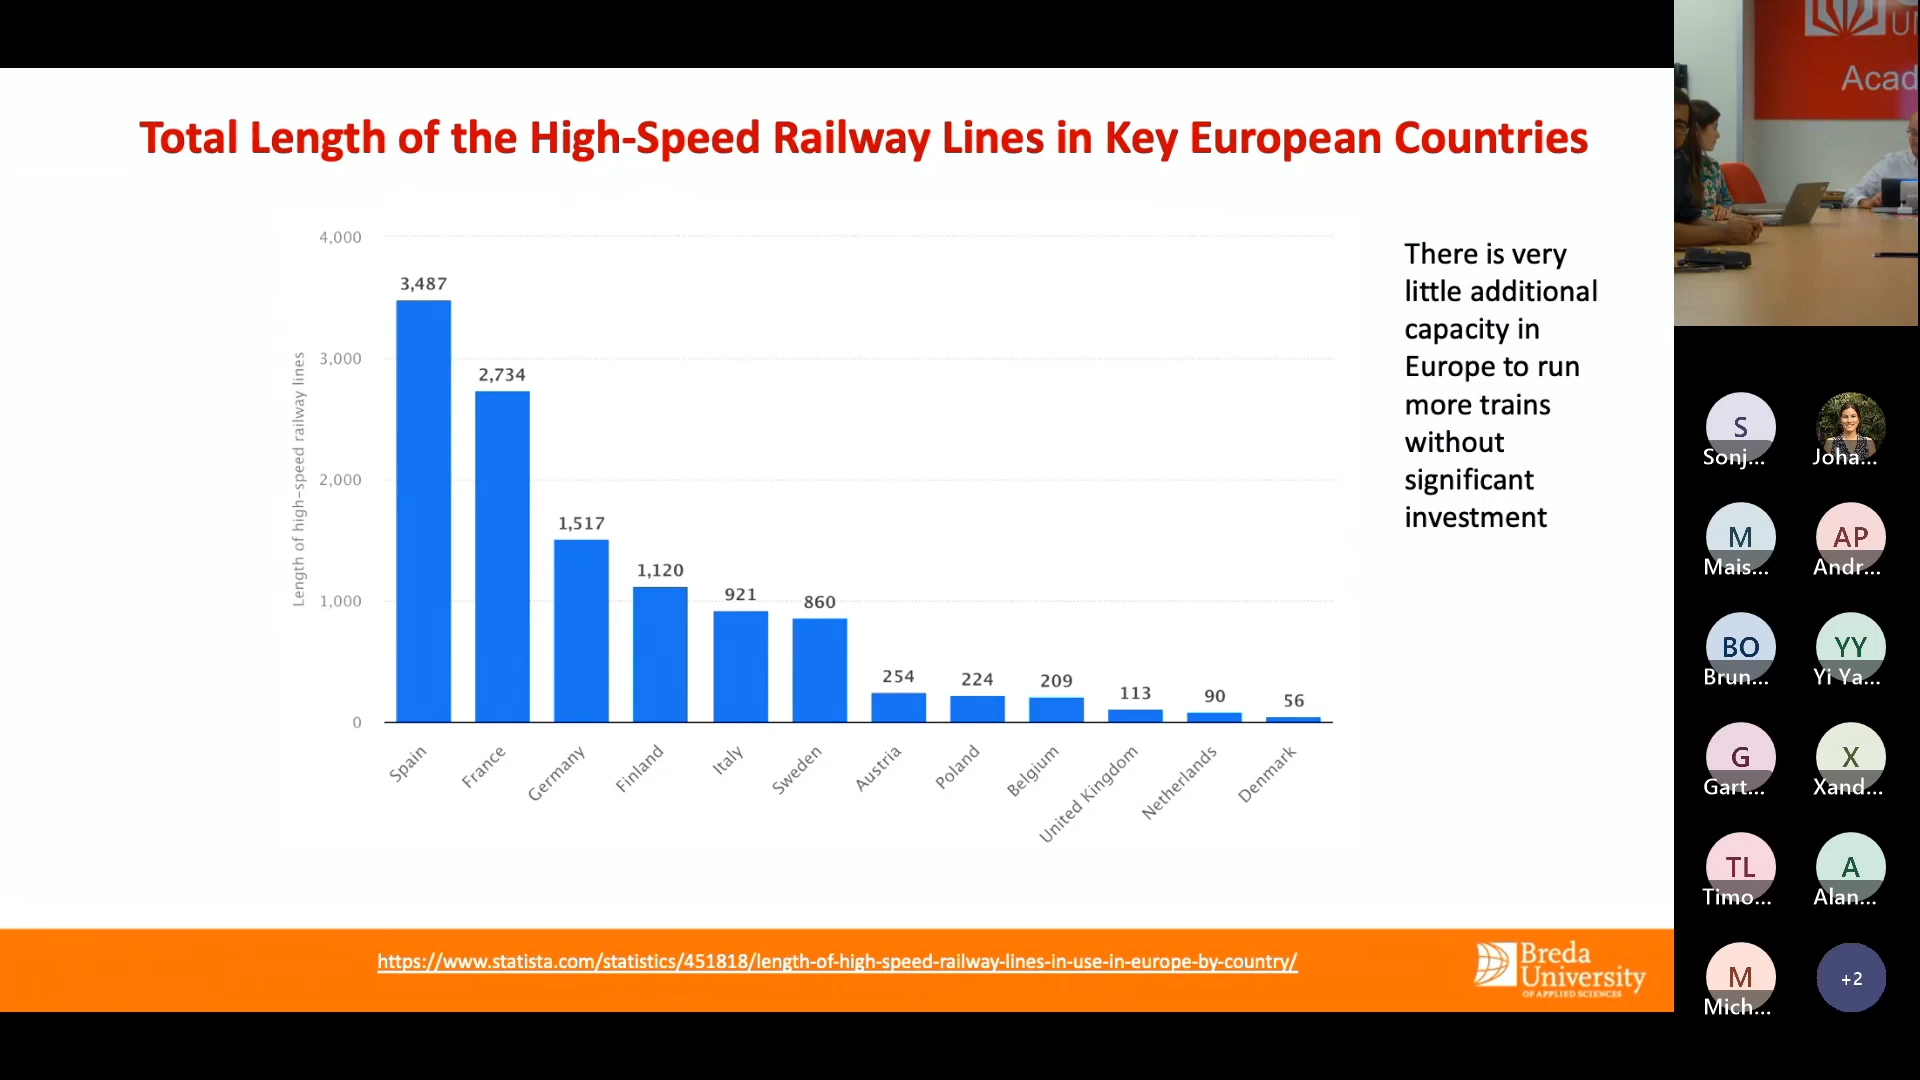 Total Length of the High-Speed Railway Lines in Key European Countries
Length of high-speed railway lines
4,000
3,000
2,000
1,000
0
3,487
2,734
1,517
1,120
921
860
254
224
209
113
90
56
Spain
France
Germany
Finland
Italy
Sweden
Austria
Poland
Belgium
United Kingdom
Netherlands
Denmark
There is very
little additional
capacity in
Europe to run
more trains
without
significant
investment
https://www.statista.com/statistics/451818/length-of-high-speed-railway-lines-in-use-in-europe-by-country/
Breda
University
OF APPLIED SCIENCES
Acad
S
Sonj...
Joha...
M
Mais...
AP
Andr...
BO
Brun...
YY
Yi Ya...
G
Gart...
X
Xand...
TL
Timo...
A
Alan...
M
Mich...
+2